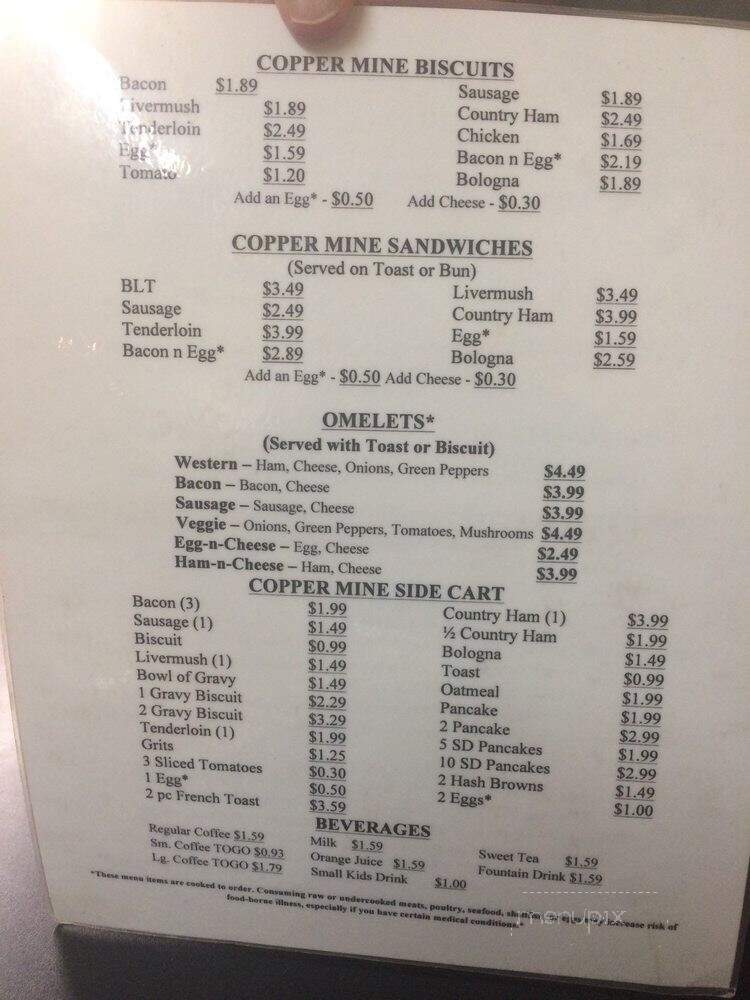 COPPER MINE BISCUITS
Bacon $1.89 Sausage $1.89
Livermush $1.89 Country Ham $2.49
Tenderloin $2.49 Chicken $1.69
Egg* $1.59 Bacon n Egg* $2.19
Tomato $1.20 Bologna $1.89
Add an Egg* - $0.50 Add Cheese - $0.30
COPPER MINE SANDWICHES
(Served on Toast or Bun)
BLT $3.49 Livermush $3.49
Sausage $2.49 Country Ham $3.99
Tenderloin $3.99 Egg* $1.59
Bacon n Egg* $2.89 Bologna $2.59
Add an Egg* - $0.50 Add Cheese - $0.30
OMELETS*
(Served with Toast or Biscuit)
Western – Ham, Cheese, Onions, Green Peppers $4.49
Bacon – Bacon, Cheese $3.99
Sausage – Sausage, Cheese $3.99
Veggie – Onions, Green Peppers, Tomatoes, Mushrooms $4.49
Egg-n-Cheese – Egg, Cheese $2.49
Ham-n-Cheese – Ham, Cheese $3.99
COPPER MINE SIDE CART
Bacon (3) $1.99 Country Ham (1) $3.99
Sausage (1) $1.49 ½ Country Ham $1.99
Biscuit $0.99 Bologna $1.49
Livermush (1) $1.49 Toast $0.99
Bowl of Gravy $1.49 Oatmeal $1.99
1 Gravy Biscuit $2.29 Pancake $1.99
2 Gravy Biscuit $3.29 2 Pancake $2.99
Tenderloin (1) $1.99 5 SD Pancakes $1.99
Grits $1.25 10 SD Pancakes $2.99
3 Sliced Tomatoes $0.30 2 Hash Browns $1.49
1 Egg* $0.50 2 Eggs* $1.00
2 pc French Toast $3.59
BEVERAGES
Regular Coffee $1.59 Milk $1.59 Sweet Tea $1.59
Sm. Coffee TOGO $0.93 Orange Juice $1.59 Fountain Drink $1.59
Lg. Coffee TOGO $1.79 Small Kids Drink $1.00
*These menu items are cooked to order. Consuming raw or undercooked meats, poultry, seafood, increase risk of
food-borne illness, especially if you have certain medical conditions.
menupix